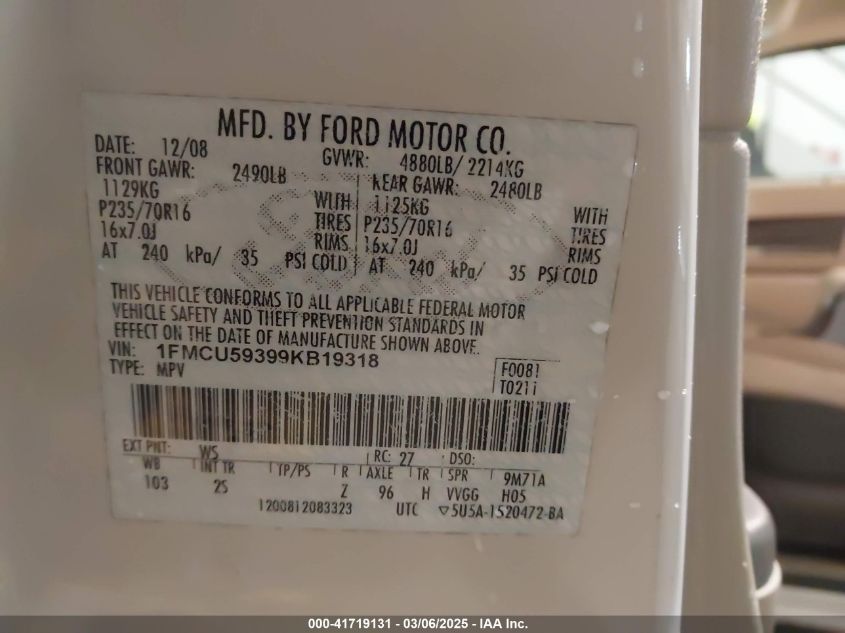 MFD. BY FORD MOTOR CO.
DATE: 12/08 GVWR: 4880LB/ 2214KG
FRONT GAWR: 2490LB REAR GAWR: 2480LB
1129KG WITH 1125KG WITH
P235/70R16 TIRES P235/70R16 TIRES
16x7.0J RIMS 16x7.0J RIMS
AT 240 kPa/ 35 PSI COLD AT 240 kPa/ 35 PSI COLD
THIS VEHICLE CONFORMS TO ALL APPLICABLE FEDERAL MOTOR
VEHICLE SAFETY AND THEFT PREVENTION STANDARDS IN
EFFECT ON THE DATE OF MANUFACTURE SHOWN ABOVE.
VIN: 1FMCU59399KB19318
TYPE: MPV
F0081
T0211
EXT PNT: WS RC: 27 DSO:
WB INT TR TP/PS R AXLE TR SPR 9M71A
103 25 Z 96 H VVGG H05
1200812083323 UTC ▽5U5A-1520472-BA
000-41719131 - 03/06/2025 - IAA Inc.